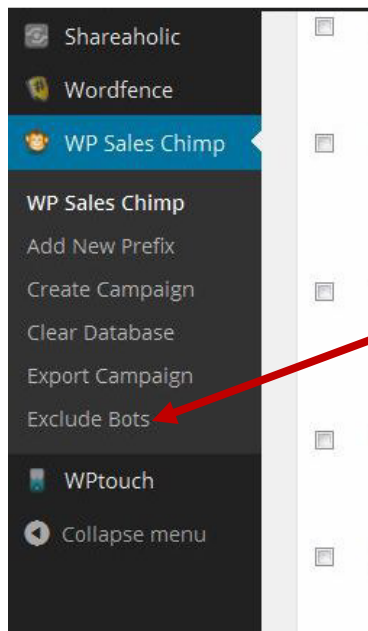 Shareaholic
Wordfence
WP Sales Chimp
WP Sales Chimp
Add New Prefix
Create Campaign
Clear Database
Export Campaign
Exclude Bots
WPtouch
Collapse menu